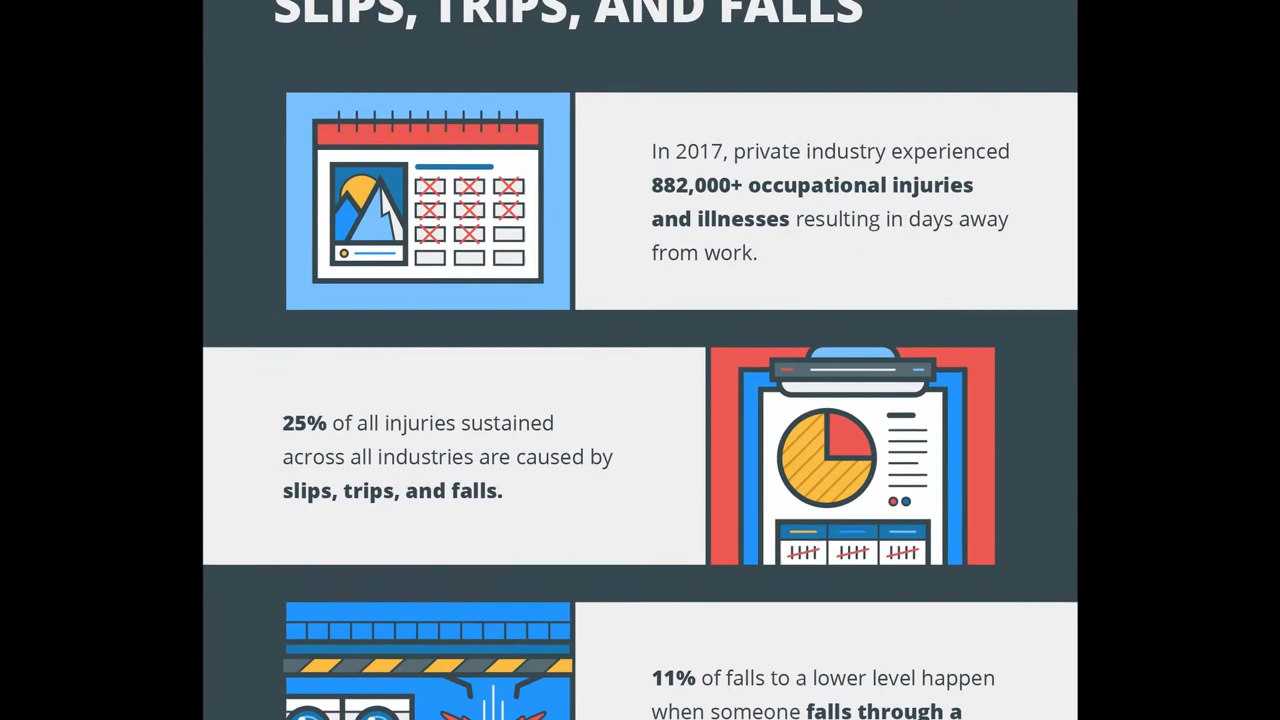 SLIPS, TRIPS, AND FALLS
In 2017, private industry experienced
882,000+ occupational injuries
and illnesses resulting in days away
from work.
25% of all injuries sustained
across all industries are caused by
slips, trips, and falls.
11% of falls to a lower level happen
when someone falls through a